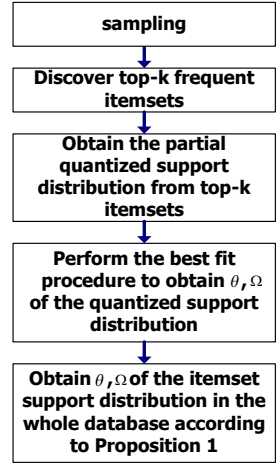 sampling
Discover top-k frequent
itemsets
Obtain the partial
quantized support
distribution from top-k
itemsets
Perform the best fit
procedure to obtain θ,Ω
of the quantized support
distribution
Obtain θ,Ω of the itemset
support distribution in the
whole database according
to Proposition 1